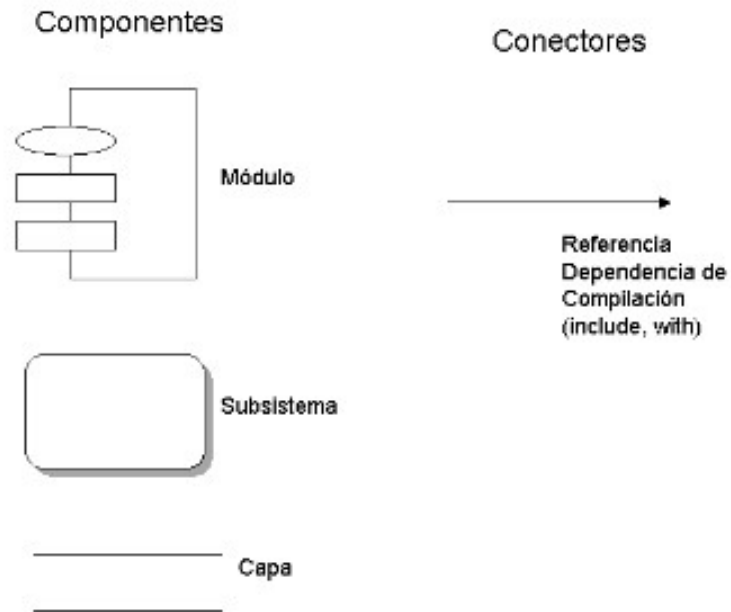 Componentes
Conectores
Módulo
Referencia
Dependencia de
Compilación
(include, with)
Subsistema
Capa